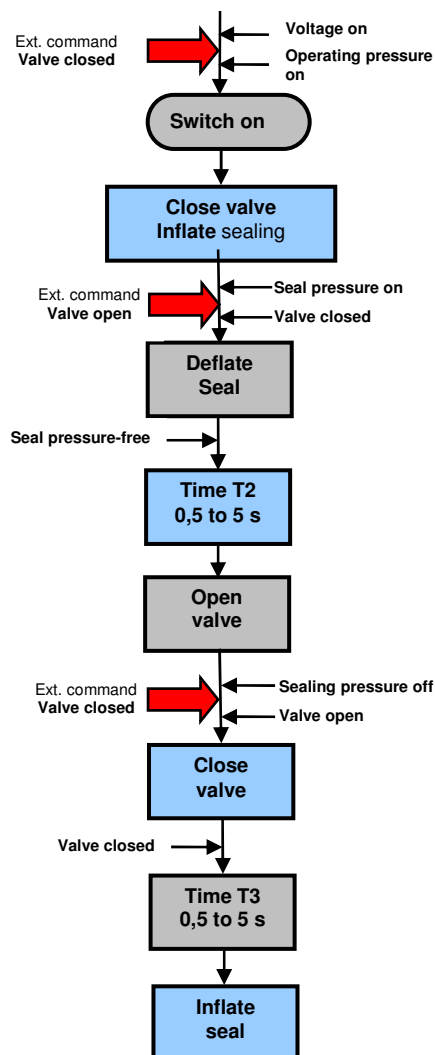 Ext. command
Valve closed
Voltage on
Operating pressure
on
Switch on
Close valve
Inflate sealing
Ext. command
Valve open
Seal pressure on
Valve closed
Deflate
Seal
Seal pressure-free
Time T2
0,5 to 5 s
Open
valve
Ext. command
Valve closed
Sealing pressure off
Valve open
Close
valve
Valve closed
Time T3
0,5 to 5 s
Inflate
seal